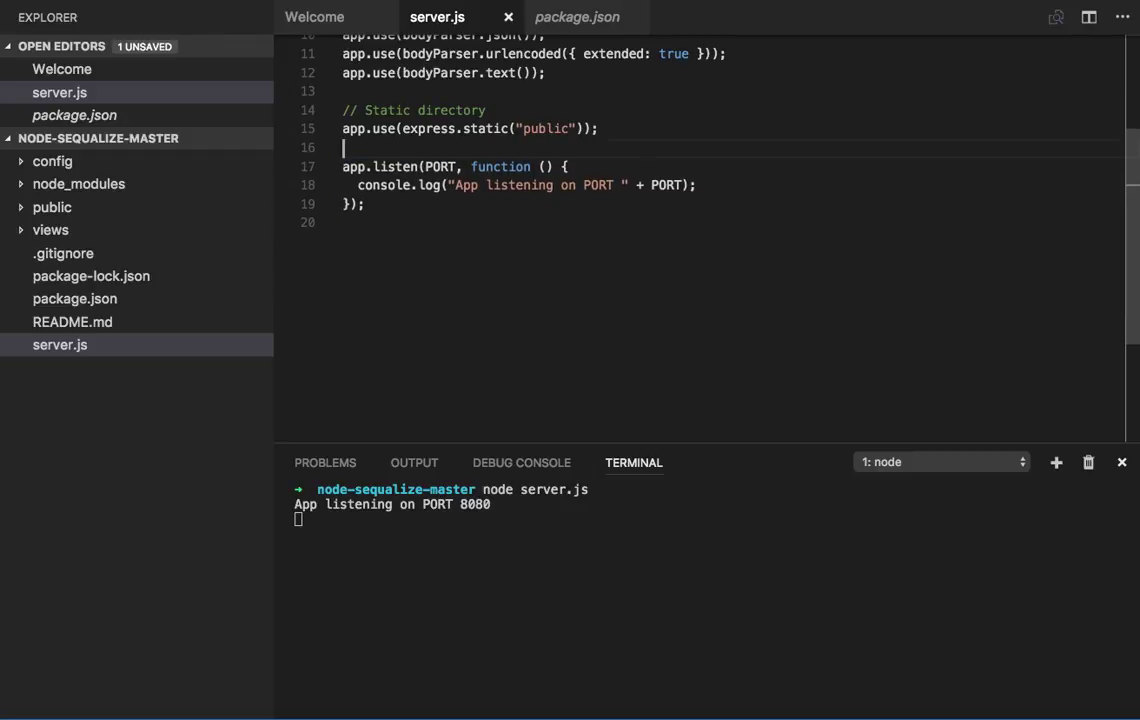 EXPLORER
OPEN EDITORS 1 UNSAVED
Welcome
server.js
package.json
NODE-SEQUALIZE-MASTER
config
node_modules
public
views
.gitignore
package-lock.json
package.json
README.md
server.js
Welcome server.js package.json
10 app.use(bodyParser.json());
11 app.use(bodyParser.urlencoded({ extended: true }));
12 app.use(bodyParser.text());
13
14 // Static directory
15 app.use(express.static("public"));
16
17 app.listen(PORT, function () {
18 console.log("App listening on PORT " + PORT);
19 });
20
PROBLEMS OUTPUT DEBUG CONSOLE TERMINAL 1: node
→ node-sequalize-master node server.js
App listening on PORT 8080